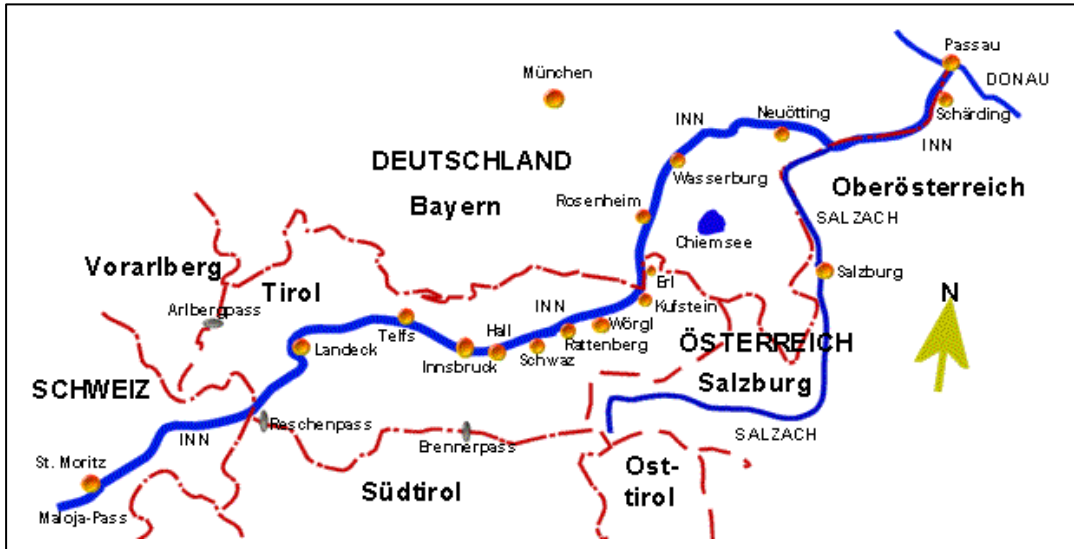 Passau
München
DONAU
Neuötting
Schärding
INN
INN
DEUTSCHLAND
Wasserburg
Oberösterreich
Bayern
Rosenheim
SALZACH
Chiemsee
Vorarlberg
Tirol
Erl
Salzburg
Arlbergpass
INN
Kufstein
N
Telfs
Hall
Wörgl
Landeck
Rattenberg
ÖSTERREICH
Innsbruck
Schwaz
SCHWEIZ
Salzburg
Reschenpass
INN
Brennerpass
SALZACH
St. Moritz
Südtirol
Ost-
tirol
Maloja-Pass